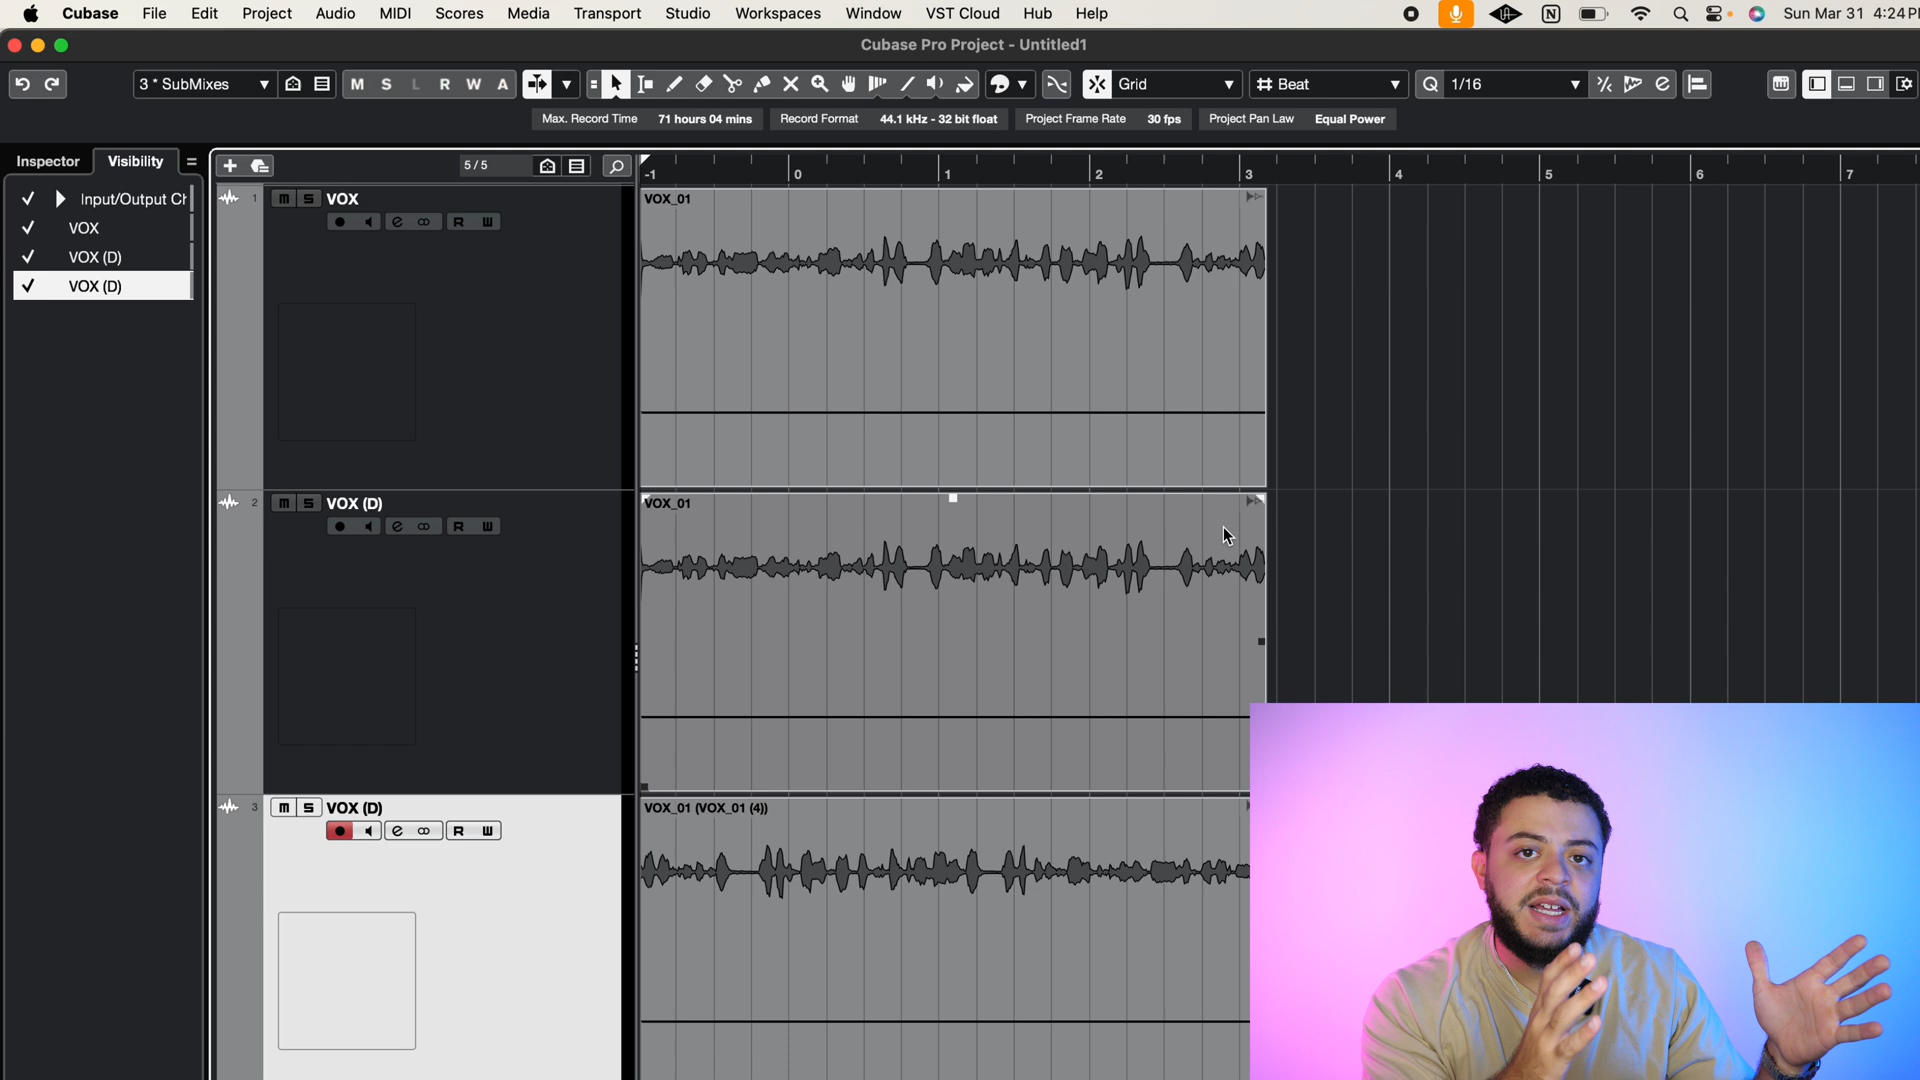 Cubase File Edit Project Audio MIDI Scores Media Transport Studio Workspaces Window VST Cloud Hub Help Sun Mar 31 4:24P
Cubase Pro Project - Untitled1
3 * SubMixes M S L R W A Grid Beat Q 1/16
Max. Record Time 71 hours 04 mins Record Format 44.1 kHz - 32 bit float Project Frame Rate 30 fps Project Pan Law Equal Power
Inspector Visibility
5/5
-1 0 1 2 3 4 5 6 7
Input/Output Ch
VOX
VOX (D)
VOX (D)
1 m S VOX
e R W
VOX_01
2 m S VOX (D)
e R W
VOX_01
3 m S VOX (D)
e R W
VOX_01 (VOX_01 (4))